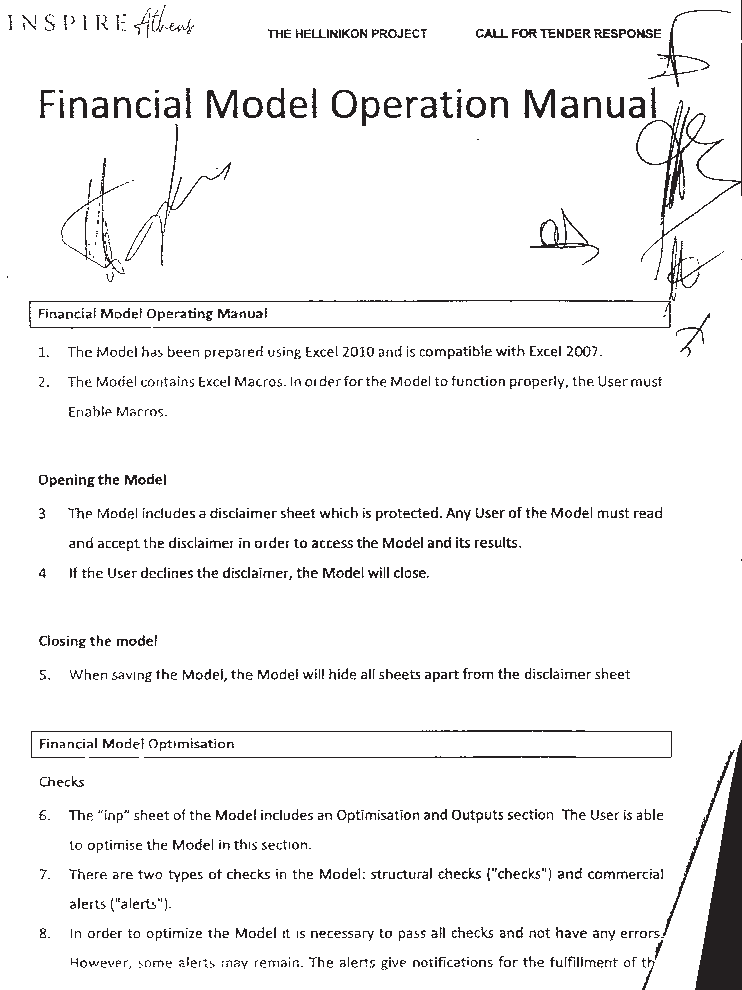 INSPIRE Athens
THE HELLINIKON PROJECT CALL FOR TENDER RESPONSE
Financial Model Operation Manual
Financial Model Operating Manual
1. The Model has been prepared using Excel 2010 and is compatible with Excel 2007.
2. The Model contains Excel Macros. In order for the Model to function properly, the User must
Enable Macros.
Opening the Model
3 The Model includes a disclaimer sheet which is protected. Any User of the Model must read
and accept the disclaimer in order to access the Model and its results.
4 If the User declines the disclaimer, the Model will close.
Closing the model
5. When saving the Model, the Model will hide all sheets apart from the disclaimer sheet
Financial Model Optimisation
Checks
6. The "inp" sheet of the Model includes an Optimisation and Outputs section The User is able
to optimise the Model in this section.
7. There are two types of checks in the Model: structural checks ("checks") and commercial
alerts ("alerts").
8. In order to optimize the Model it is necessary to pass all checks and not have any errors
However, some alerts may remain. The alerts give notifications for the fulfillment of